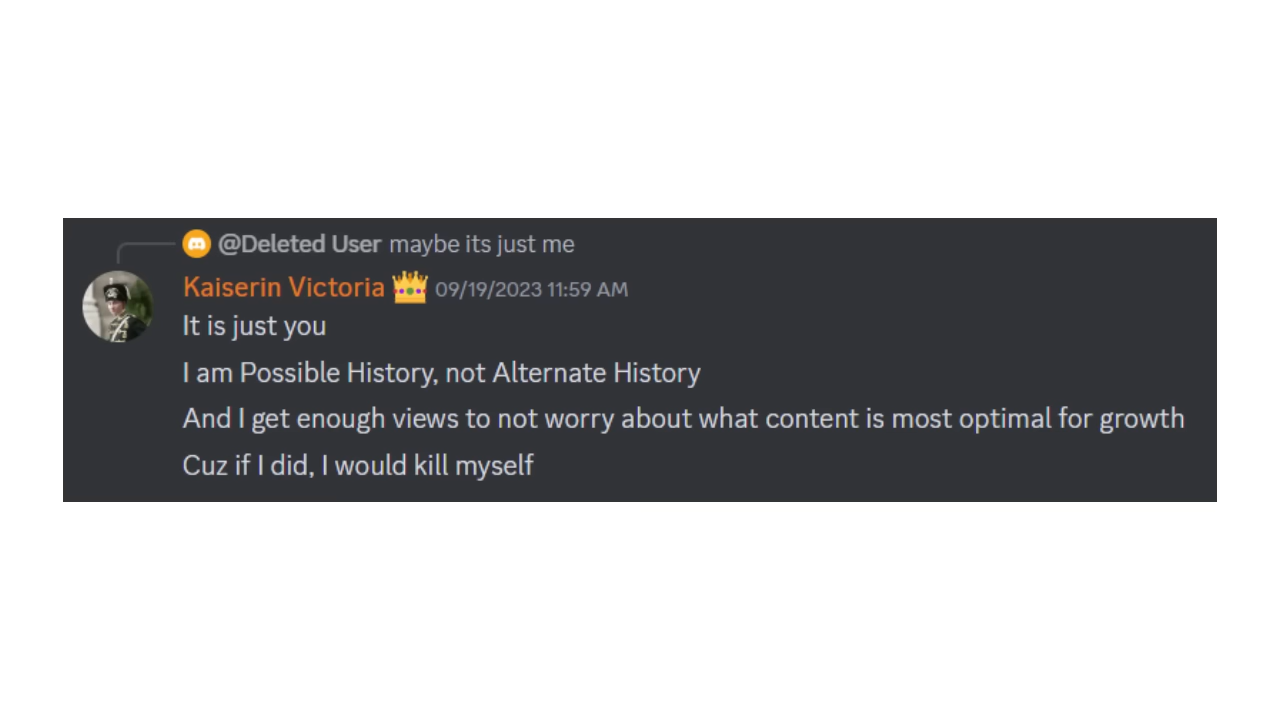 @Deleted User maybe its just me
Kaiserin Victoria 09/19/2023 11:59 AM
It is just you
I am Possible History, not Alternate History
And I get enough views to not worry about what content is most optimal for growth
Cuz if I did, I would kill myself